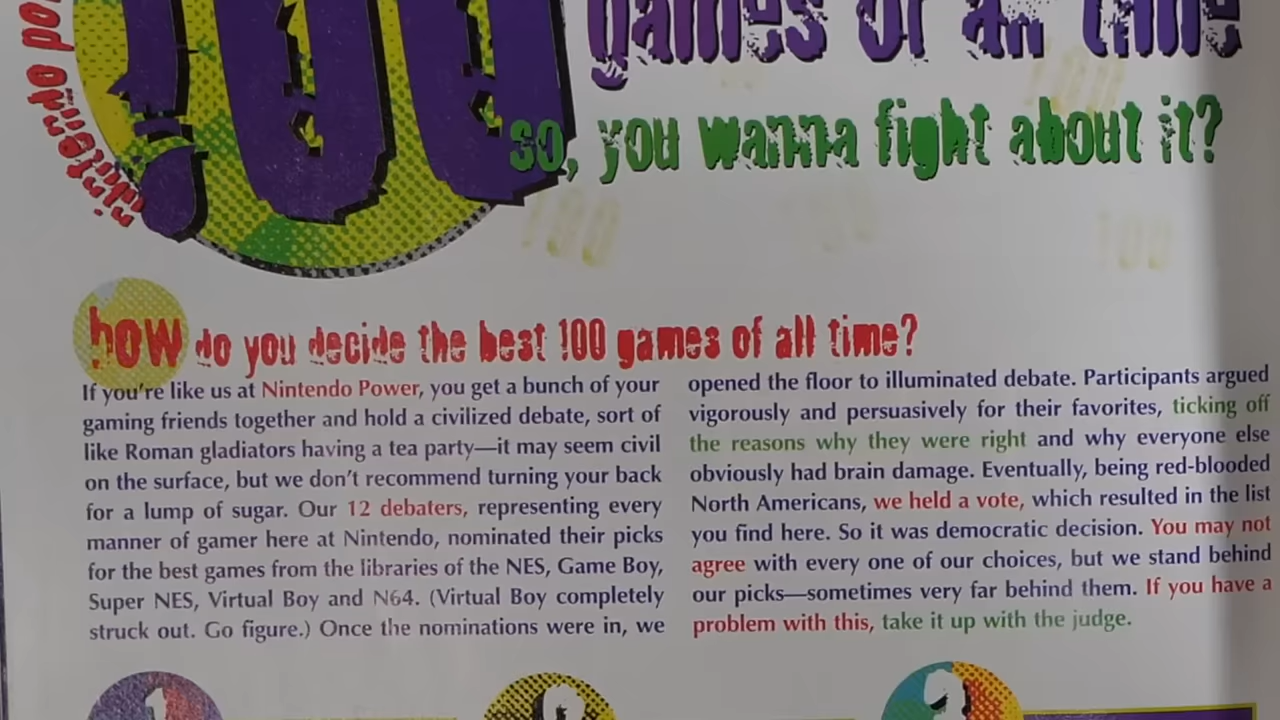 100
games of all time
so, you wanna fight about it?
how do you decide the best 100 games of all time?
If you're like us at Nintendo Power, you get a bunch of your
gaming friends together and hold a civilized debate, sort of
like Roman gladiators having a tea party—it may seem civil
on the surface, but we don't recommend turning your back
for a lump of sugar. Our 12 debaters, representing every
manner of gamer here at Nintendo, nominated their picks
for the best games from the libraries of the NES, Game Boy,
Super NES, Virtual Boy and N64. (Virtual Boy completely
struck out. Go figure.) Once the nominations were in, we
opened the floor to illuminated debate. Participants argued
vigorously and persuasively for their favorites, ticking off
the reasons why they were right and why everyone else
obviously had brain damage. Eventually, being red-blooded
North Americans, we held a vote, which resulted in the list
you find here. So it was democratic decision. You may not
agree with every one of our choices, but we stand behind
our picks—sometimes very far behind them. If you have a
problem with this, take it up with the judge.